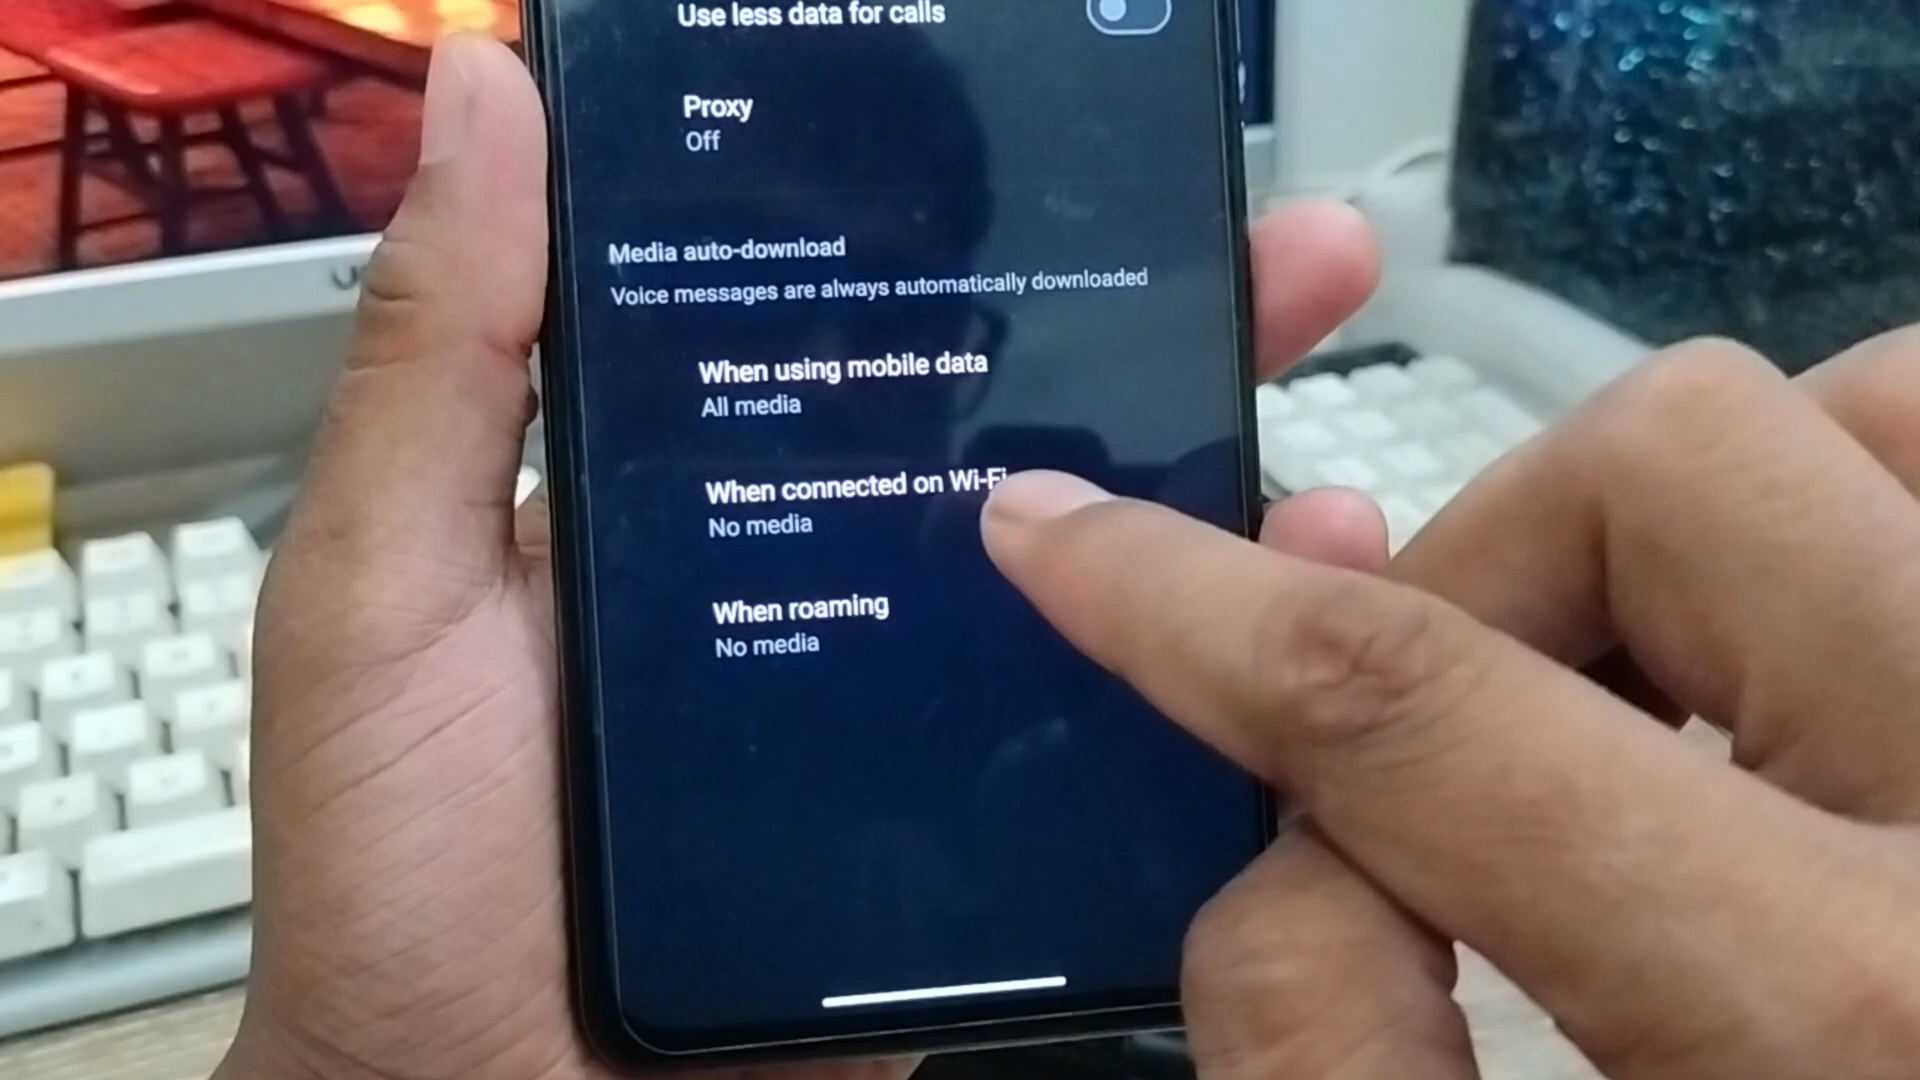 Use less data for calls
Proxy
Off
Media auto-download
Voice messages are always automatically downloaded
When using mobile data
All media
When connected on Wi-Fi
No media
When roaming
No media